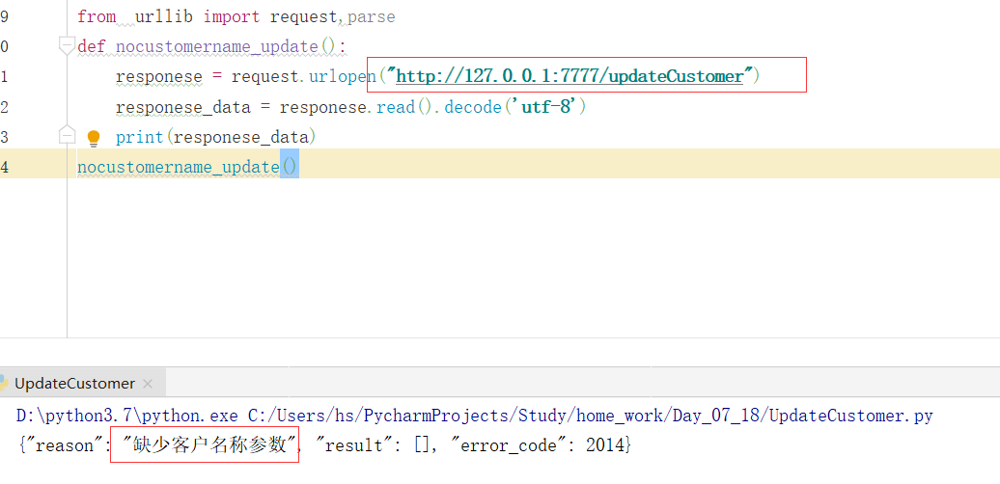 9 from  urllib import request,parse
0 def nocustomername_update():
1 responese = request.urlopen("http://127.0.0.1:7777/updateCustomer")
2 responese_data = responese.read().decode('utf-8')
3 print(responese_data)
4 nocustomername_update()
UpdateCustomer
D:\python3.7\python.exe C:/Users/hs/PycharmProjects/Study/home_work/Day_07_18/UpdateCustomer.py
{"reason": "缺少客户名称参数", "result": [], "error_code": 2014}